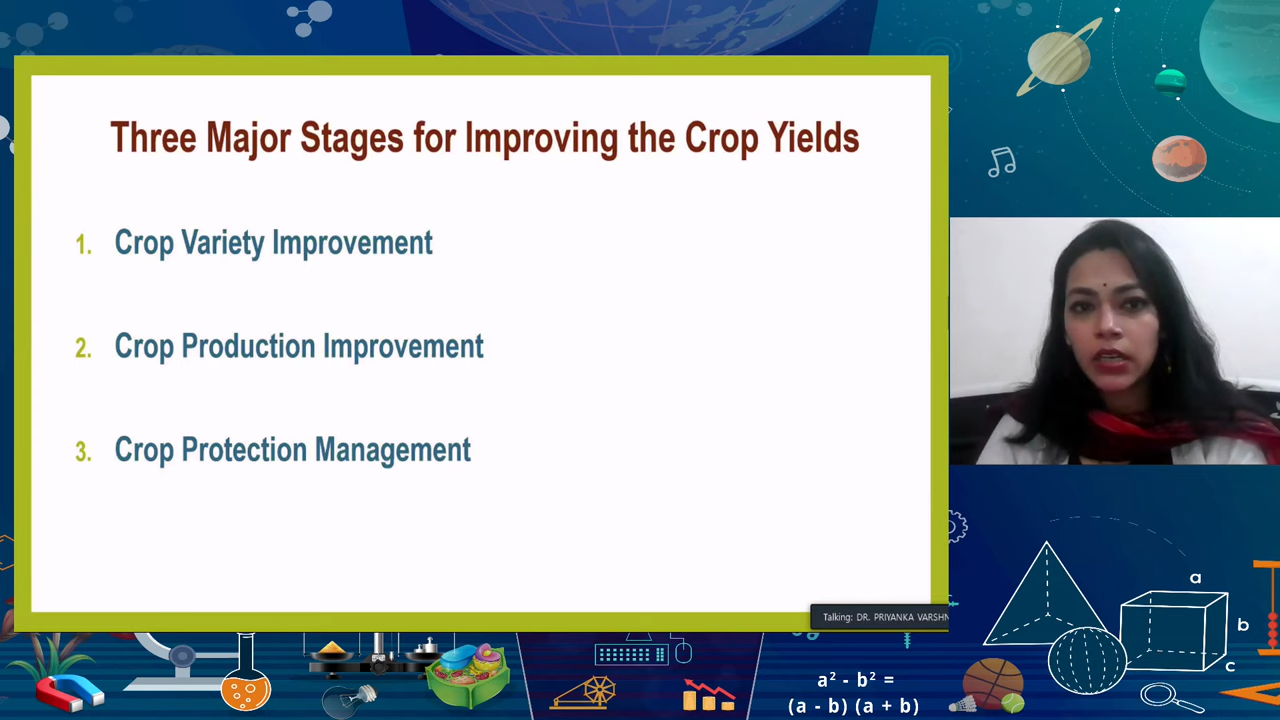 Three Major Stages for Improving the Crop Yields
1. Crop Variety Improvement
2. Crop Production Improvement
3. Crop Protection Management
Talking: DR. PRIYANKA
a
b
c
a² - b² =
(a - b) (a + b)